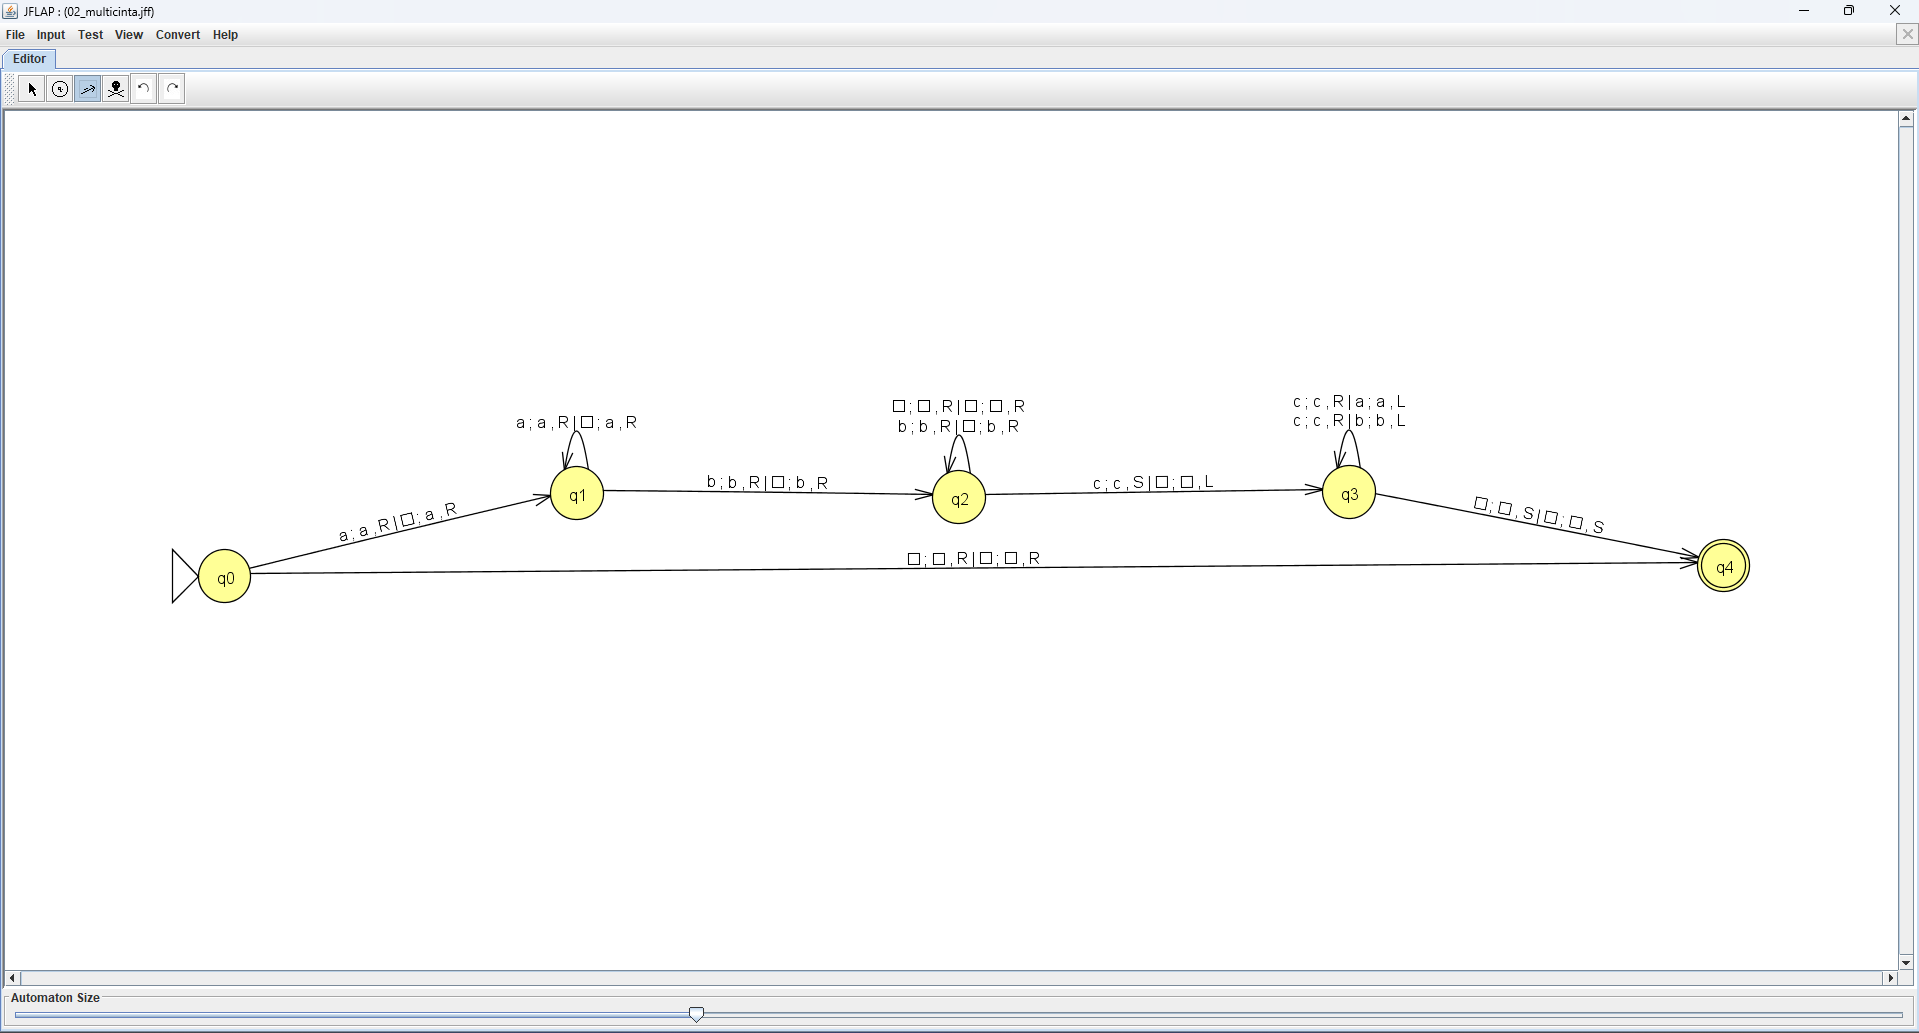 JFLAP : (02_multicinta.jff)
File Input Test View Convert Help
Editor
a ; a , R | □ ; a , R
□ ; □ , R | □ ; □ , R
b ; b , R | □ ; b , R
c ; c , R | a ; a , L
c ; c , R | b ; b , L
q1
b ; b , R | □ ; b , R
q2
c ; c , S | □ ; □ , L
q3
a ; a , R | □ ; a , R
□ ; □ , S | □ ; □ , S
q0
□ ; □ , R | □ ; □ , R
q4
Automaton Size